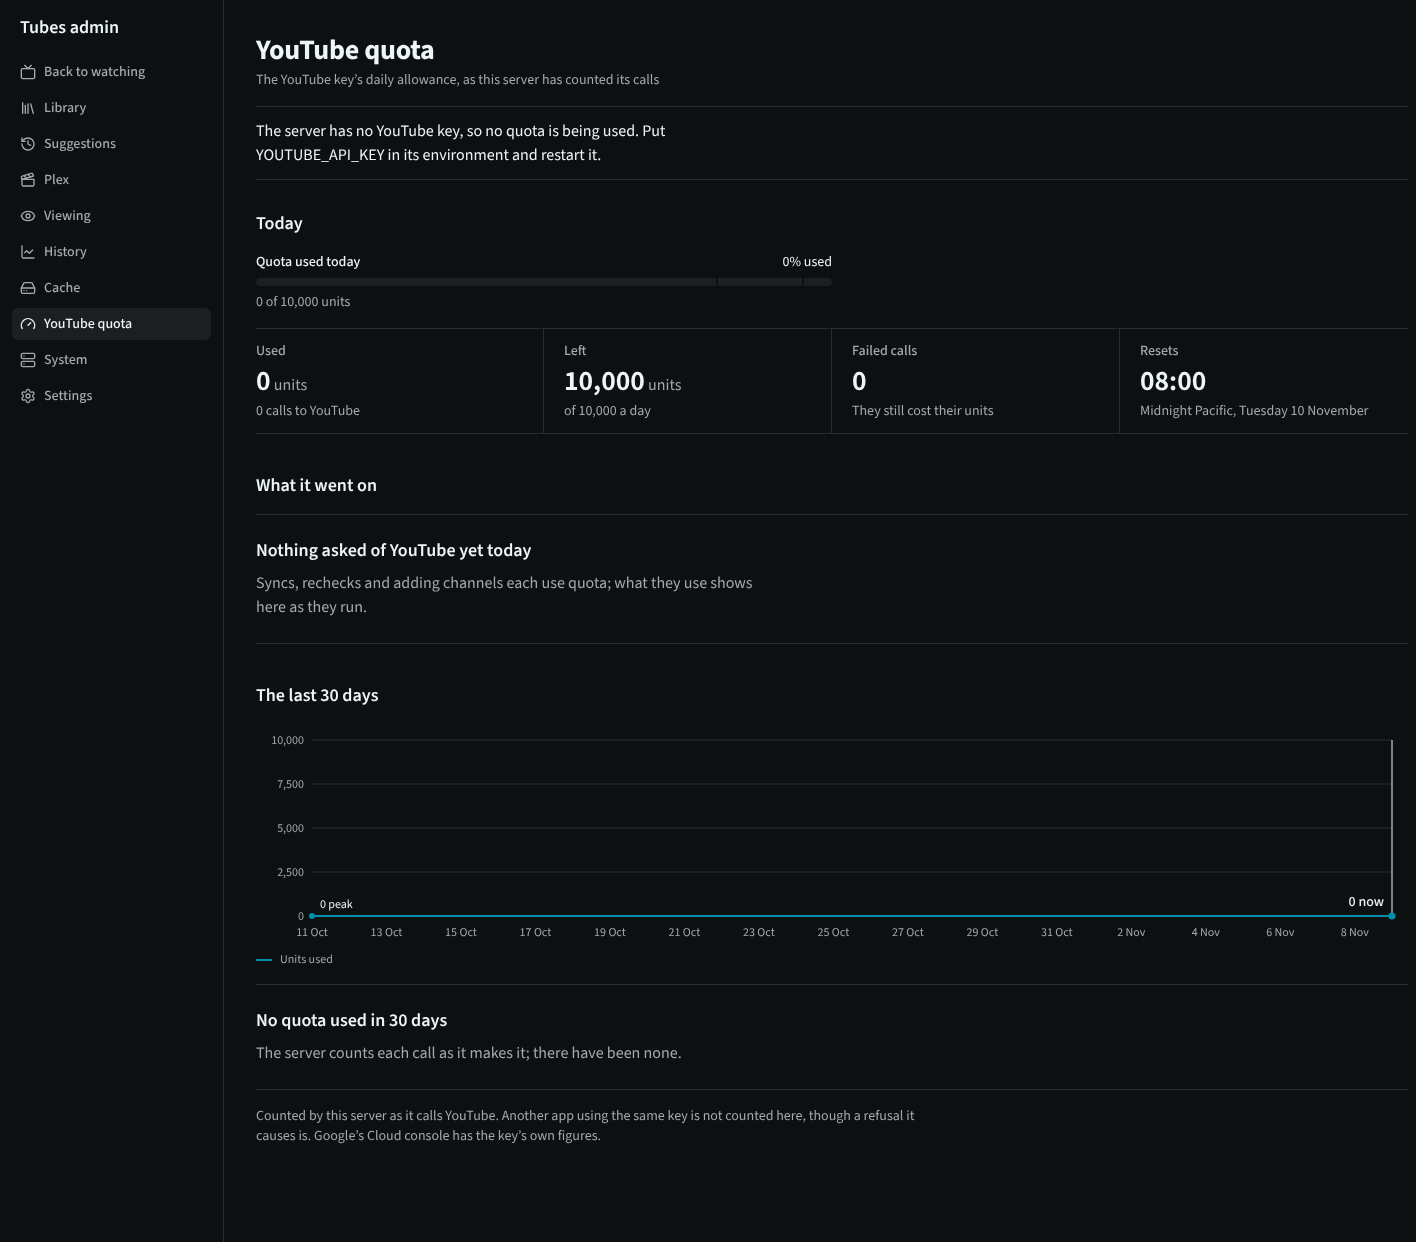 Tubes admin
Back to watching
Library
Suggestions
Plex
Viewing
History
Cache
YouTube quota
System
Settings
YouTube quota
The YouTube key’s daily allowance, as this server has counted its calls
The server has no YouTube key, so no quota is being used. Put
YOUTUBE_API_KEY in its environment and restart it.
Today
Quota used today
0% used
0 of 10,000 units
Used
0 units
0 calls to YouTube
Left
10,000 units
of 10,000 a day
Failed calls
0
They still cost their units
Resets
08:00
Midnight Pacific, Tuesday 10 November
What it went on
Nothing asked of YouTube yet today
Syncs, rechecks and adding channels each use quota; what they use shows
here as they run.
The last 30 days
10,000
7,500
5,000
2,500
0
0 peak
0 now
11 Oct 13 Oct 15 Oct 17 Oct 19 Oct 21 Oct 23 Oct 25 Oct 27 Oct 29 Oct 31 Oct 2 Nov 4 Nov 6 Nov 8 Nov
Units used
No quota used in 30 days
The server counts each call as it makes it; there have been none.
Counted by this server as it calls YouTube. Another app using the same key is not counted here, though a refusal it
causes is. Google’s Cloud console has the key’s own figures.